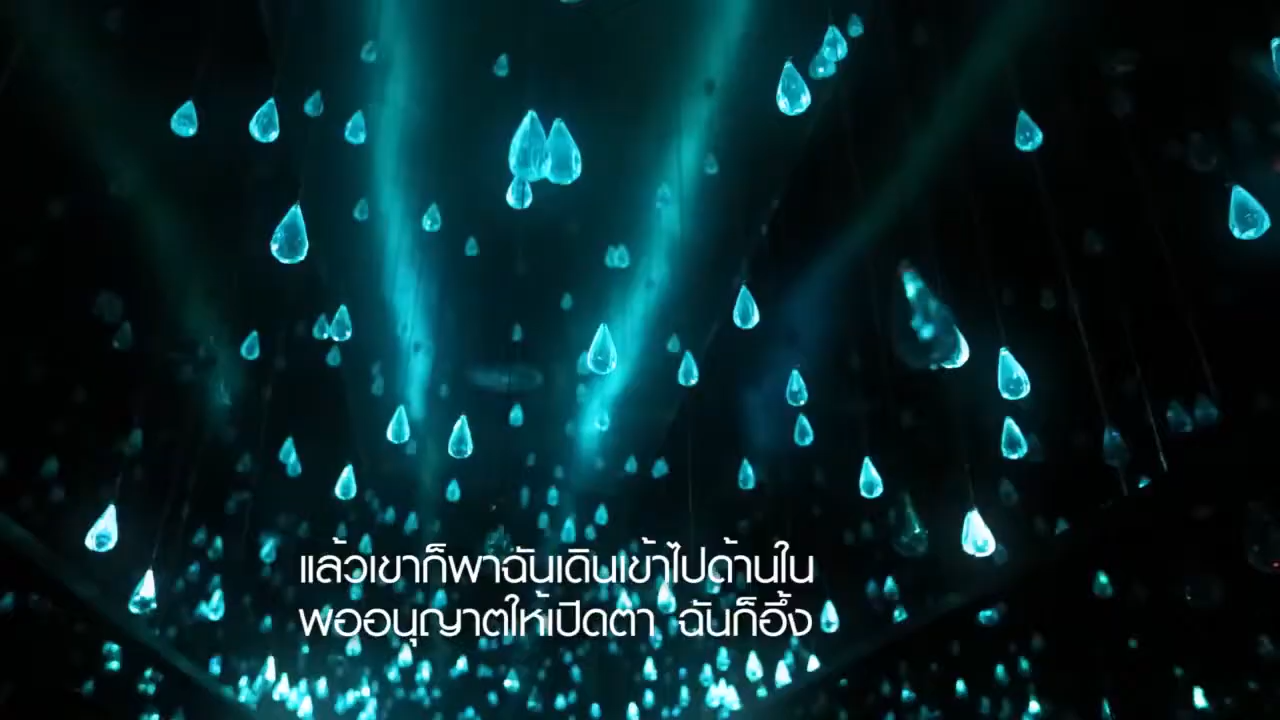 แล้วเขาก็พาฉันเดินเข้าไปด้านใน
พออนุญาตให้เปิดตา ฉันก็อึ้ง